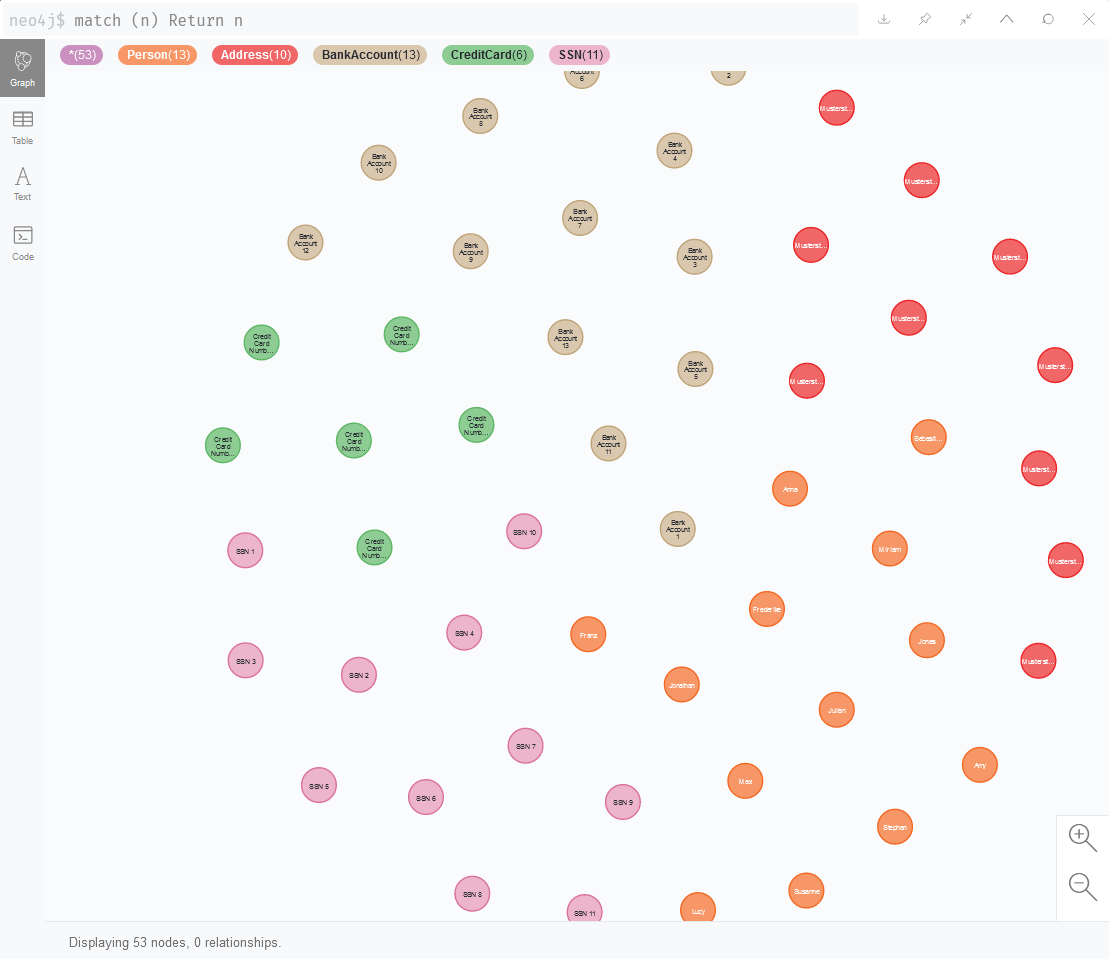 neo4j$ match (n) Return n
*(53) Person(13) Address(10) BankAccount(13) CreditCard(6) SSN(11)
Graph
Table
Text
Code
Account
6
2
Musterst...
Bank
Account
8
Bank
Account
4
Bank
Account
10
Musterst...
Bank
Account
7
Bank
Account
12
Bank
Account
9
Bank
Account
3
Musterst...
Musterst...
Musterst...
Credit
Card
Numb...
Credit
Card
Numb...
Bank
Account
13
Bank
Account
5
Musterst...
Musterst...
Credit
Card
Numb...
Credit
Card
Numb...
Credit
Card
Numb...
Bank
Account
11
Sebasti...
Musterst...
Anna
SSN 1
Credit
Card
Numb...
SSN 10
Bank
Account
1
Miriam
Musterst...
Frederike
SSN 4
Franz
Jonas
SSN 3
SSN 2
Jonathan
Musterst...
Julian
SSN 7
Max
Amy
SSN 5
SSN 6
SSN 9
Stephan
SSN 8
SSN 11
Lucy
Susanne
Displaying 53 nodes, 0 relationships.